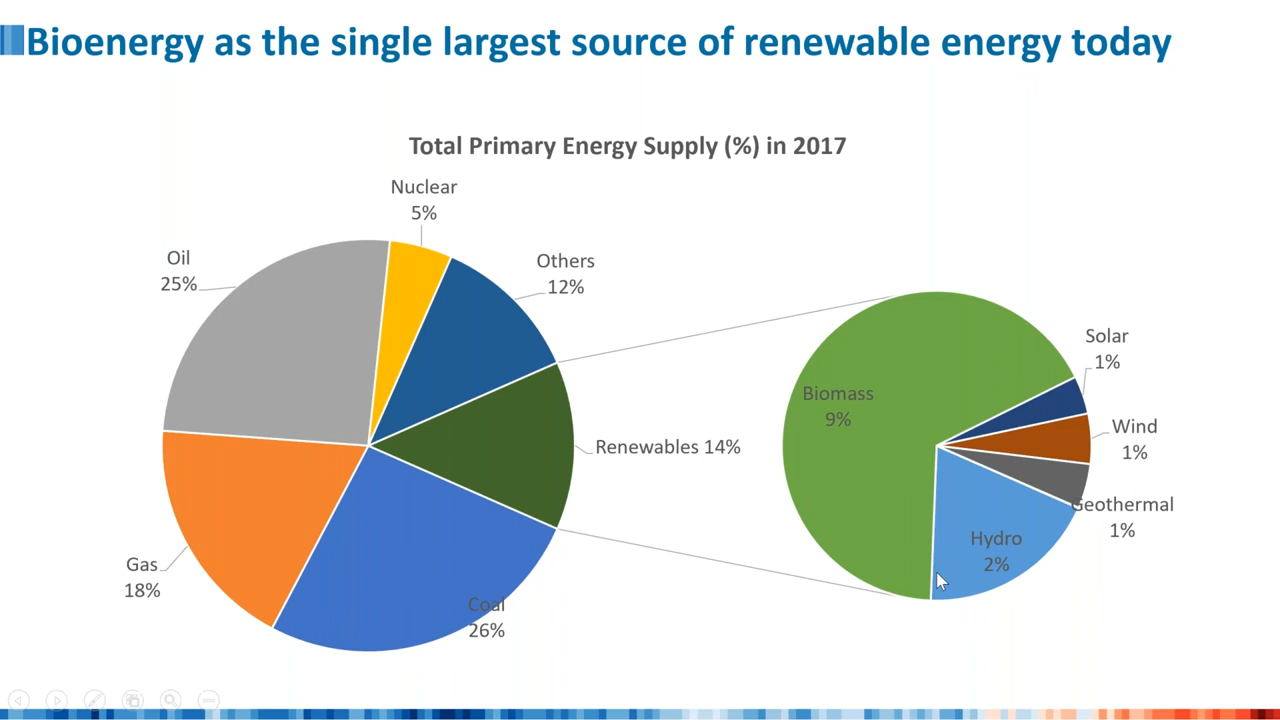 Bioenergy as the single largest source of renewable energy today
Total Primary Energy Supply (%) in 2017
Nuclear
5%
Oil
25%
Others
12%
Renewables 14%
Gas
18%
Coal
26%
Biomass
9%
Solar
1%
Wind
1%
Geothermal
1%
Hydro
2%